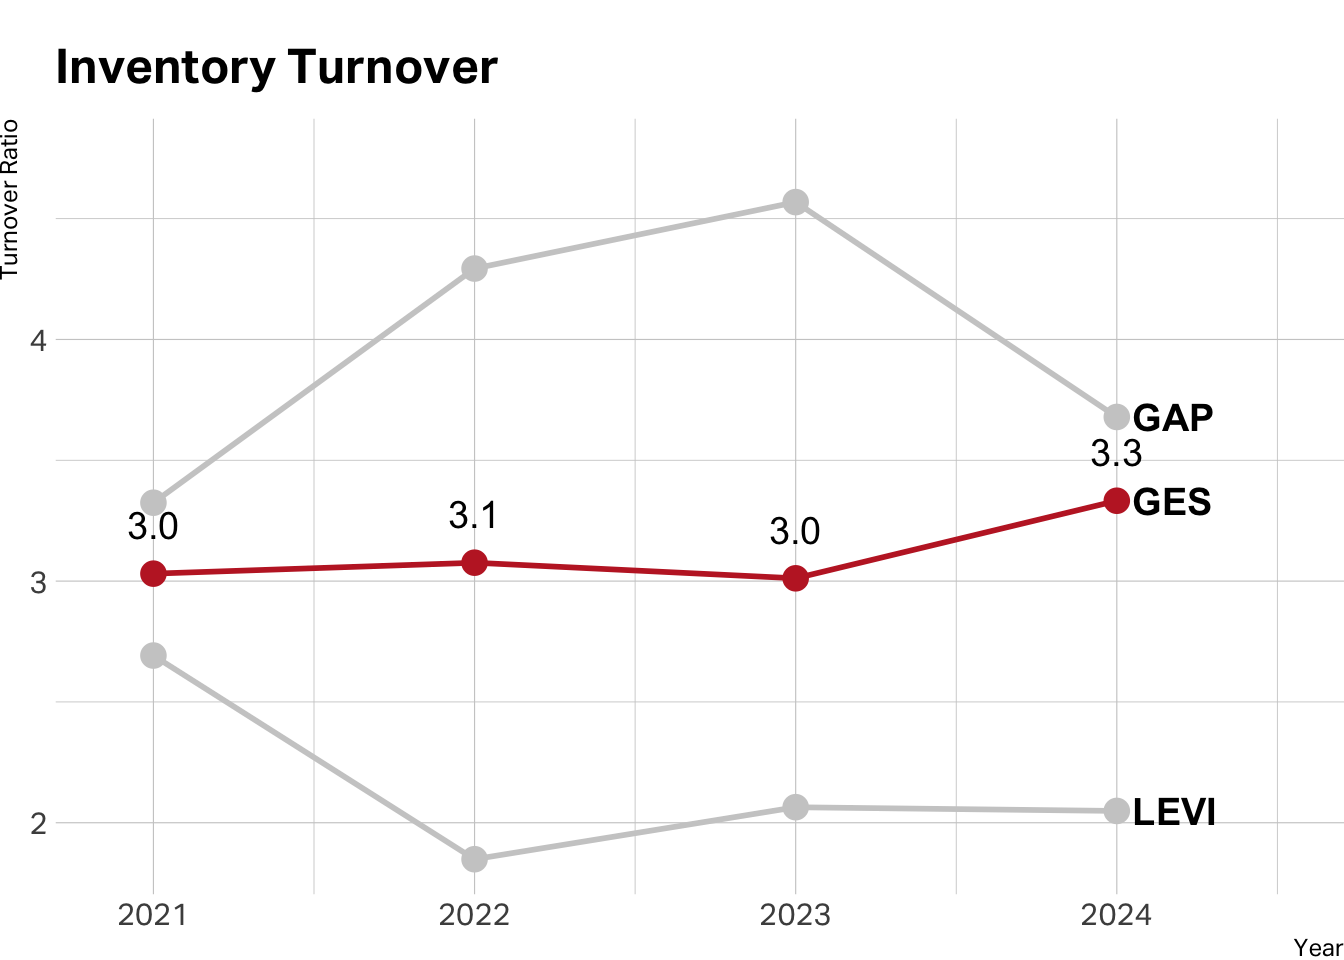 Inventory Turnover
Turnover Ratio
4
GAP
3.3
GES
3.1
3.0
3.0
3
LEVI
2
2021 2022 2023 2024
Year